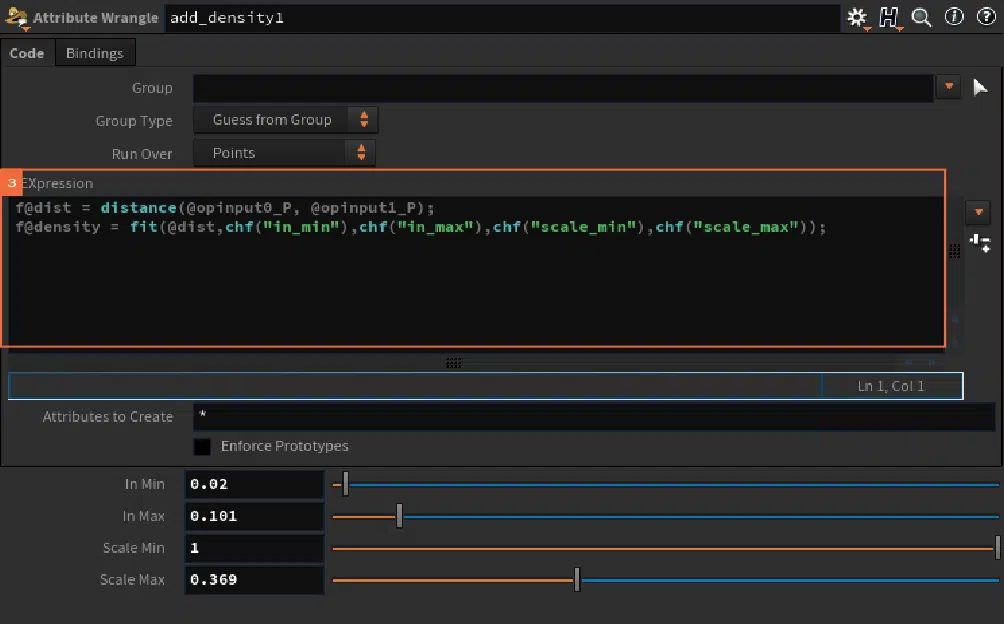 Attribute Wrangle add_density1
Code Bindings
Group
Group Type Guess from Group
Run Over Points
3 EXpression
f@dist = distance(@opinput0_P, @opinput1_P);
f@density = fit(@dist,chf("in_min"),chf("in_max"),chf("scale_min"),chf("scale_max"));
Ln 1, Col 1
Attributes to Create *
Enforce Prototypes
In Min 0.02
In Max 0.101
Scale Min 1
Scale Max 0.369